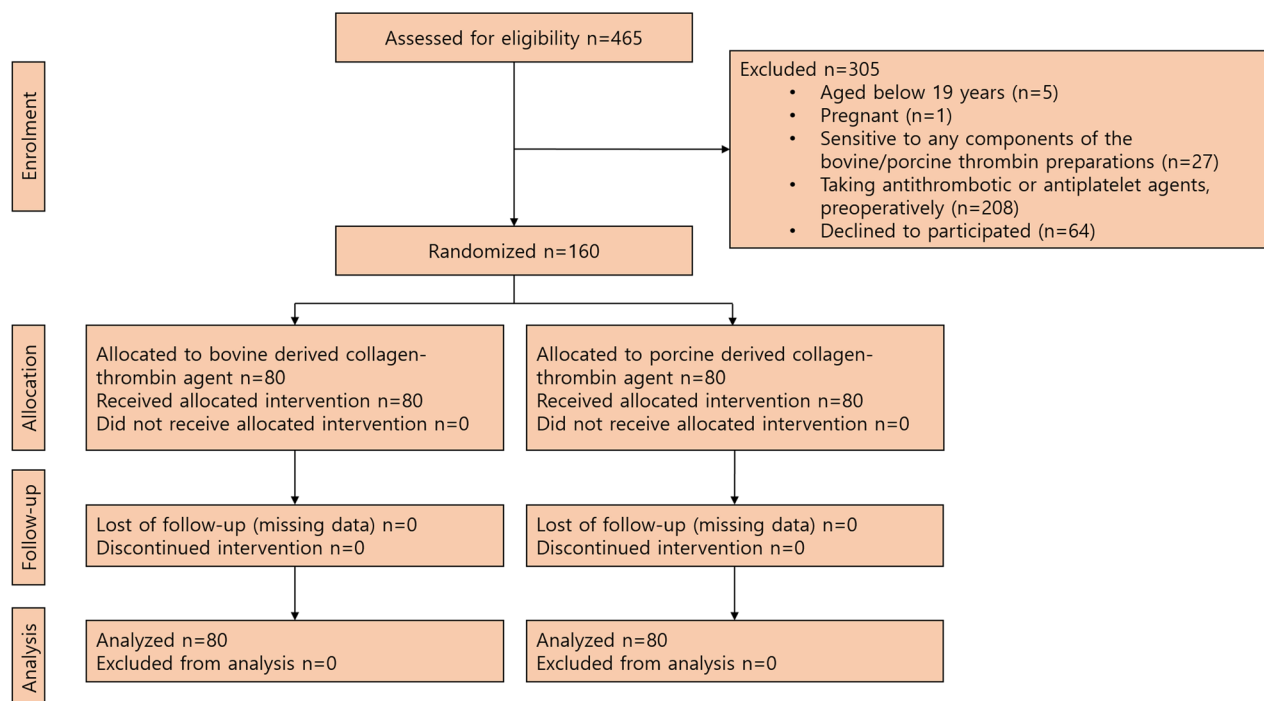 Assessed for eligibility n=465
Enrolment
Excluded n=305
• Aged below 19 years (n=5)
• Pregnant (n=1)
• Sensitive to any components of the
bovine/porcine thrombin preparations (n=27)
• Taking antithrombotic or antiplatelet agents,
preoperatively (n=208)
• Declined to participated (n=64)
Randomized n=160
Allocation
Allocated to bovine derived collagen-
thrombin agent n=80
Received allocated intervention n=80
Did not receive allocated intervention n=0
Allocated to porcine derived collagen-
thrombin agent n=80
Received allocated intervention n=80
Did not receive allocated intervention n=0
Follow-up
Lost of follow-up (missing data) n=0
Discontinued intervention n=0
Lost of follow-up (missing data) n=0
Discontinued intervention n=0
Analysis
Analyzed n=80
Excluded from analysis n=0
Analyzed n=80
Excluded from analysis n=0